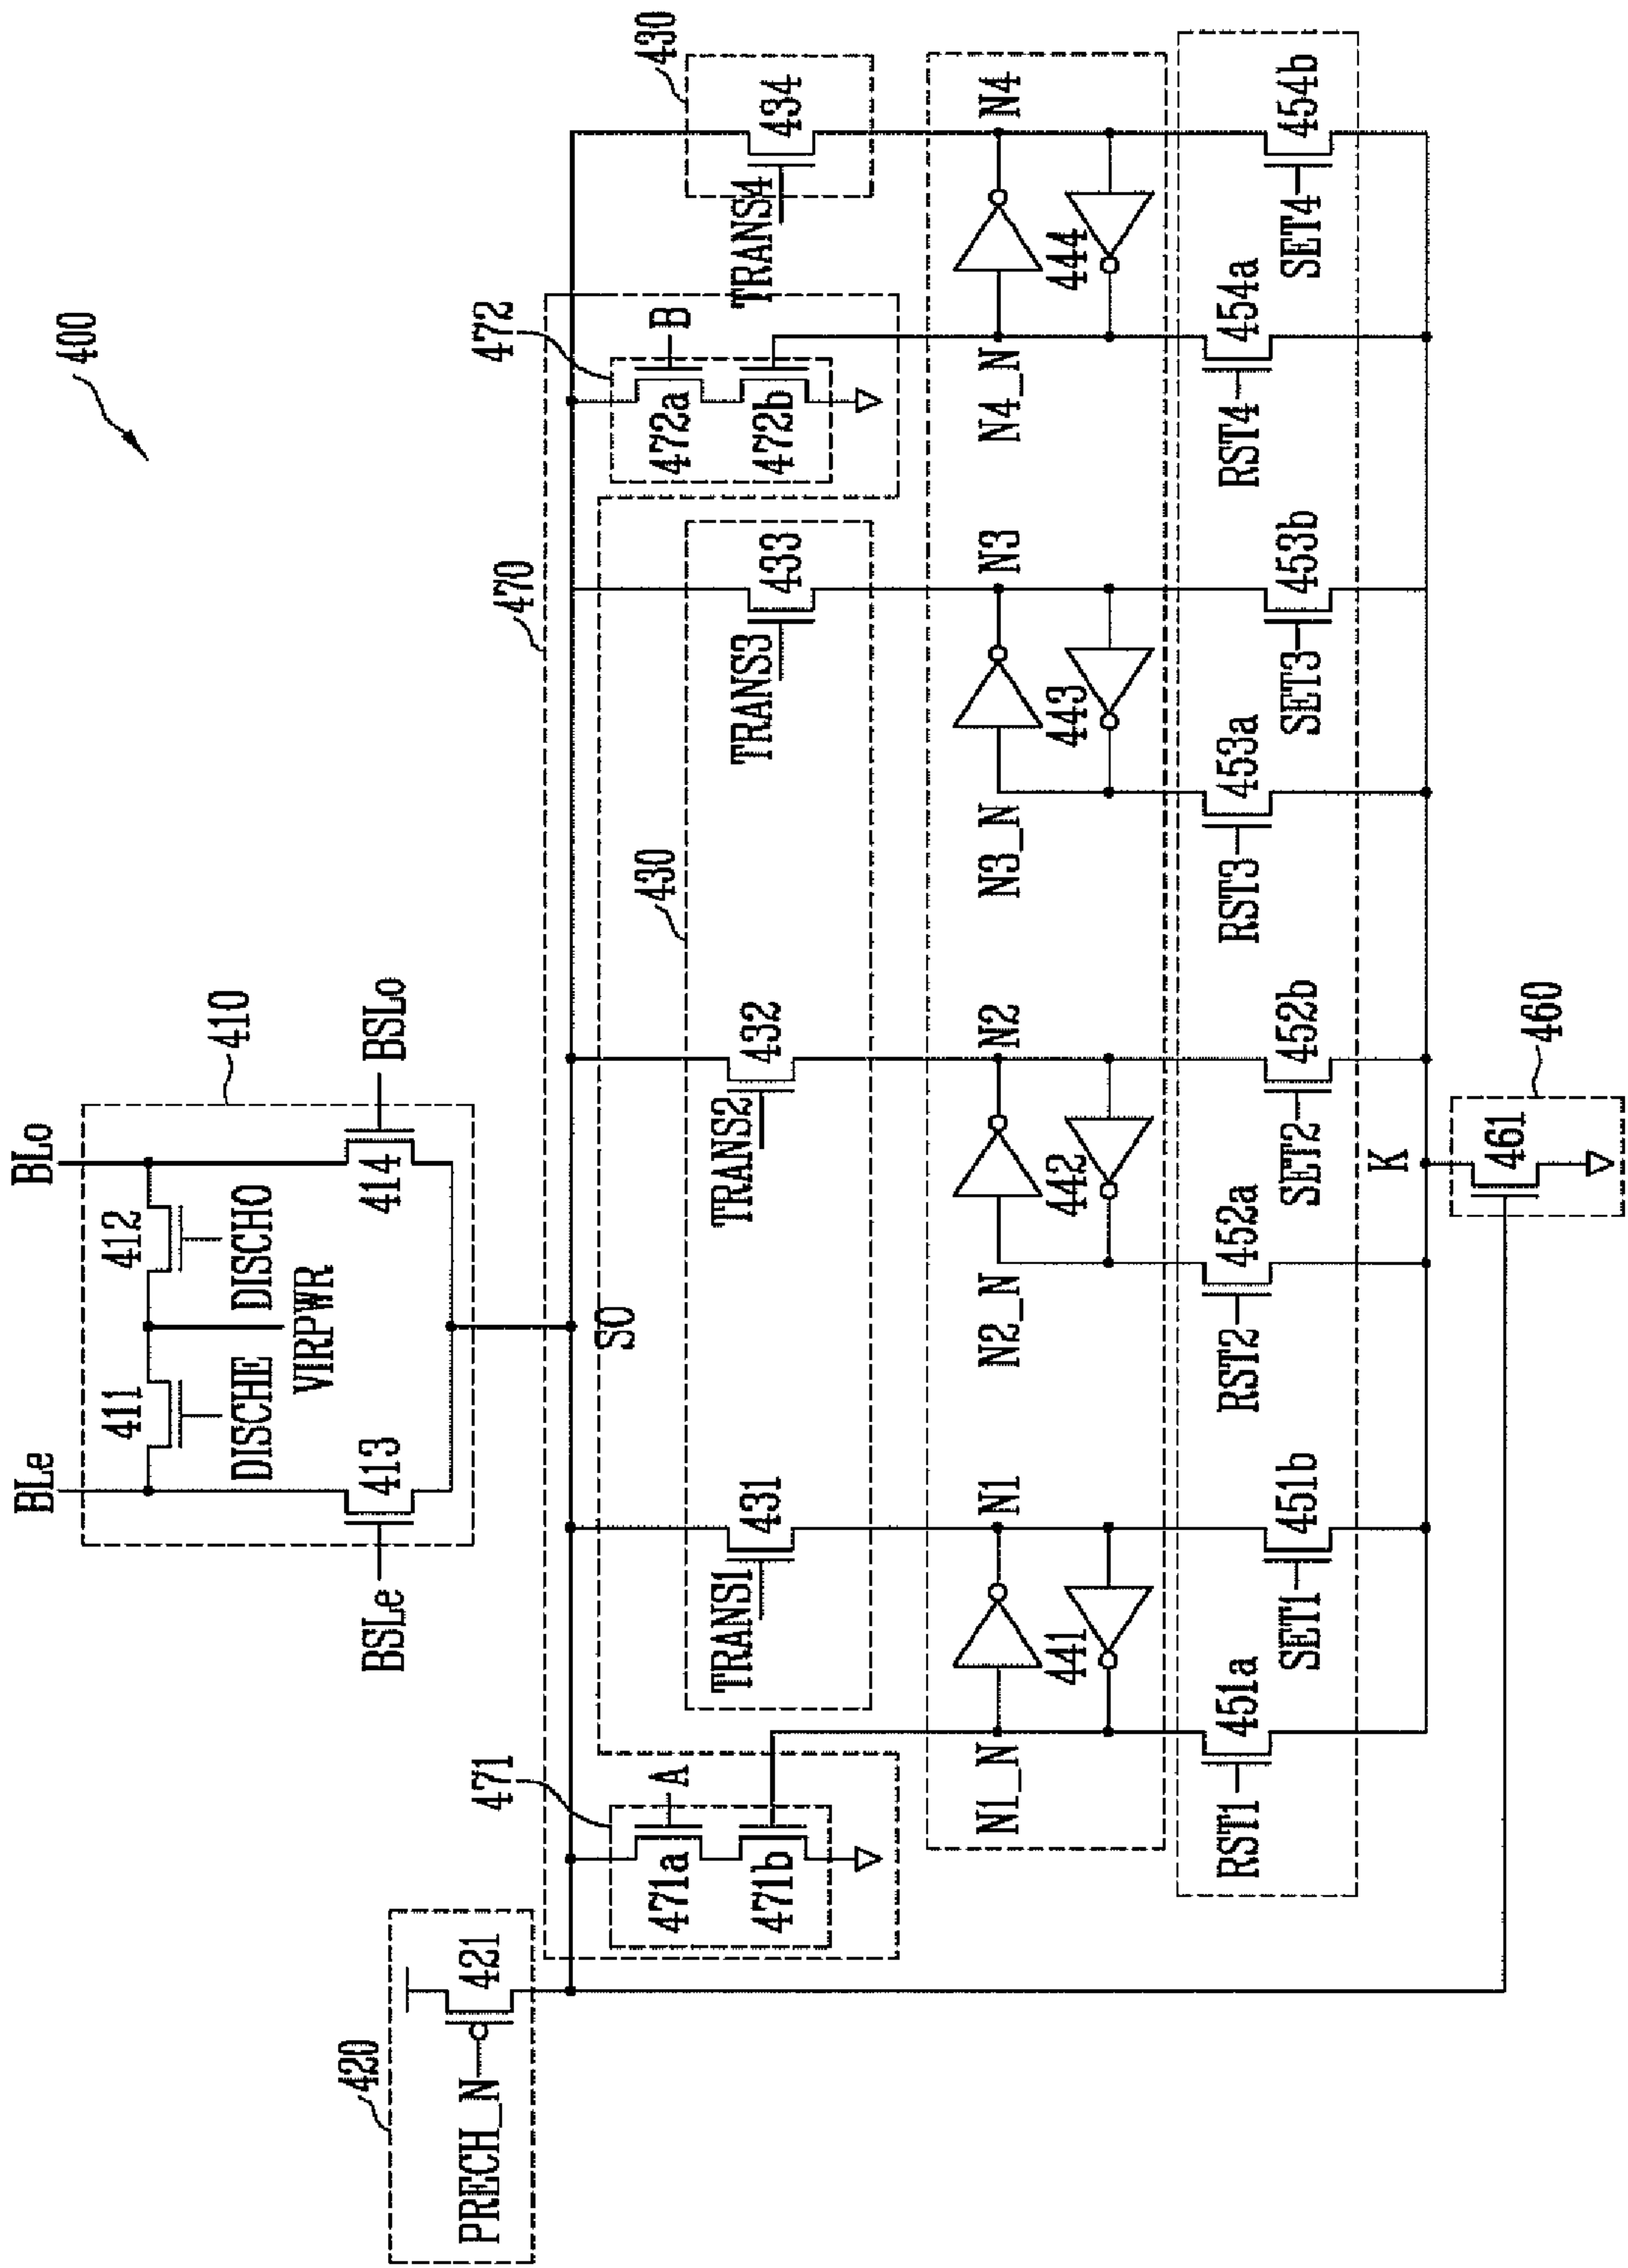 400
BLe
BLo
410
411
412
DISCHE
DISCHO
VIRPWR
413
414
BSLe
BSLo
420
421
PRECH_N
SO
470
471
472
430
430
471a
A
471b
472a
B
472b
TRANS1
431
TRANS2
432
TRANS3
433
TRANS4
434
N1_N
N1
N2_N
N2
N3_N
N3
N4_N
N4
441
442
443
444
RST1
451a
SET1
451b
RST2
452a
SET2
452b
RST3
453a
SET3
453b
RST4
454a
SET4
454b
K
461
460